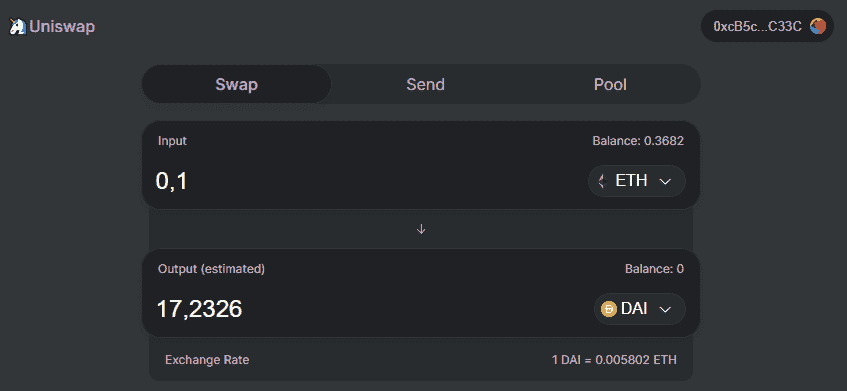 Uniswap 0xcB5c...C33C
Swap Send Pool
Input Balance: 0.3682
0,1 ETH
Output (estimated) Balance: 0
17,2326 DAI
Exchange Rate 1 DAI = 0.005802 ETH